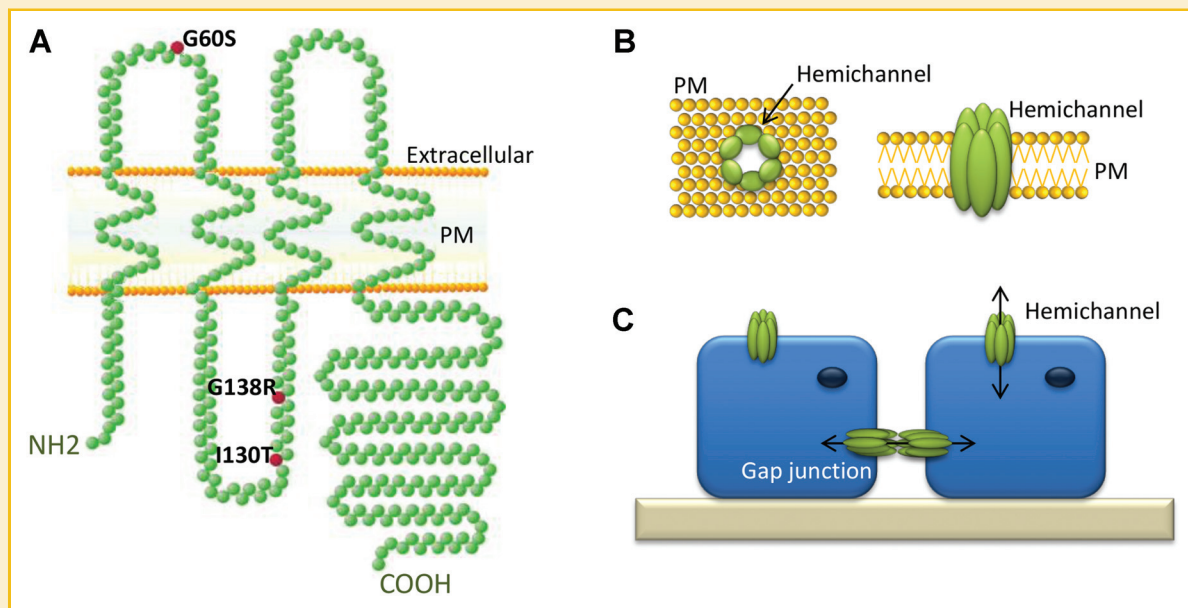 A
G60S
Extracellular
PM
G138R
I130T
NH2
COOH
B
PM
Hemichannel
Hemichannel
PM
C
Hemichannel
Gap junction